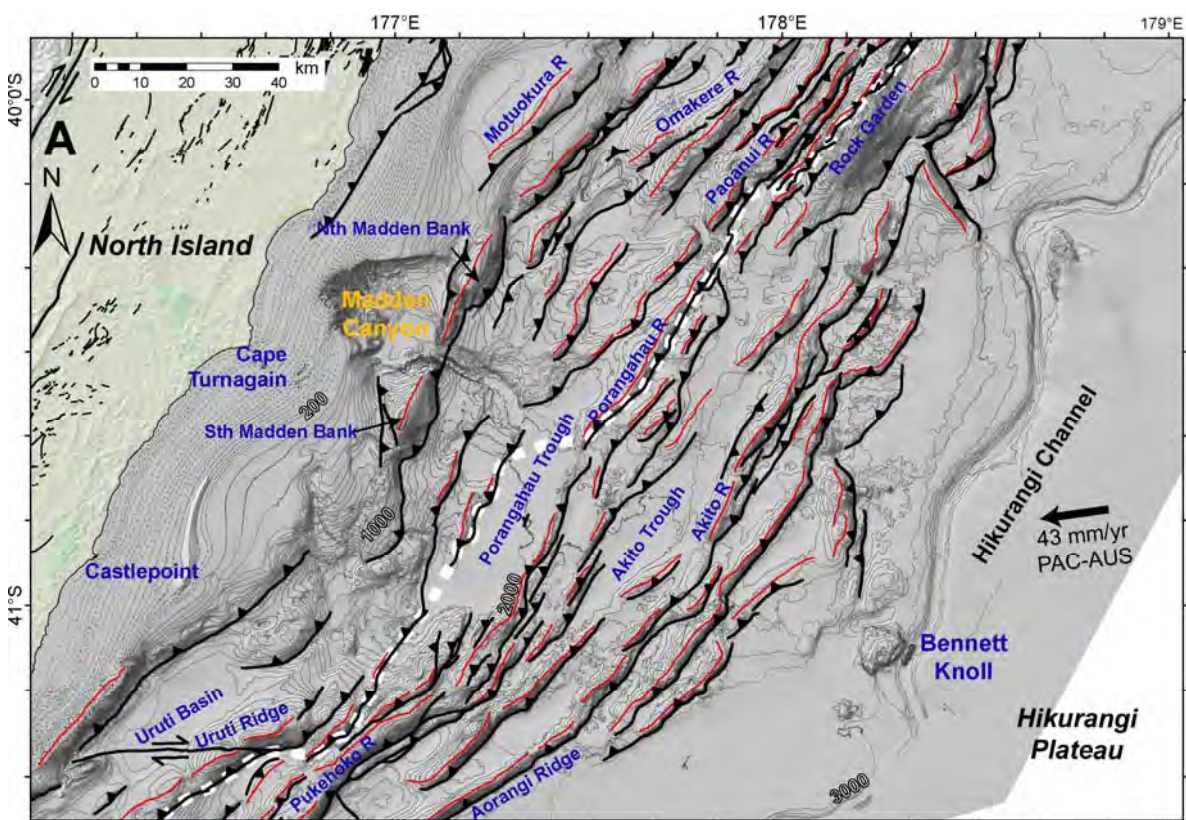 177°E
178°E
179°E
0 10 20 30 40 km
40°0'S
A
N
Motuokura R
Omakere R
Paoanui R
Rock Garden
North Island
Nth Madden Bank
Madden
Canyon
Cape
Turnagain
200
Porangahau R
Sth Madden Bank
Porangahau Trough
Akito Trough
Akito R
Hikurangi Channel
43 mm/yr
PAC-AUS
1000
Castlepoint
2000
41°S
Bennett
Knoll
Uruti Basin
Uruti Ridge
Pukehoko R
Aorangi Ridge
Hikurangi
Plateau
3000